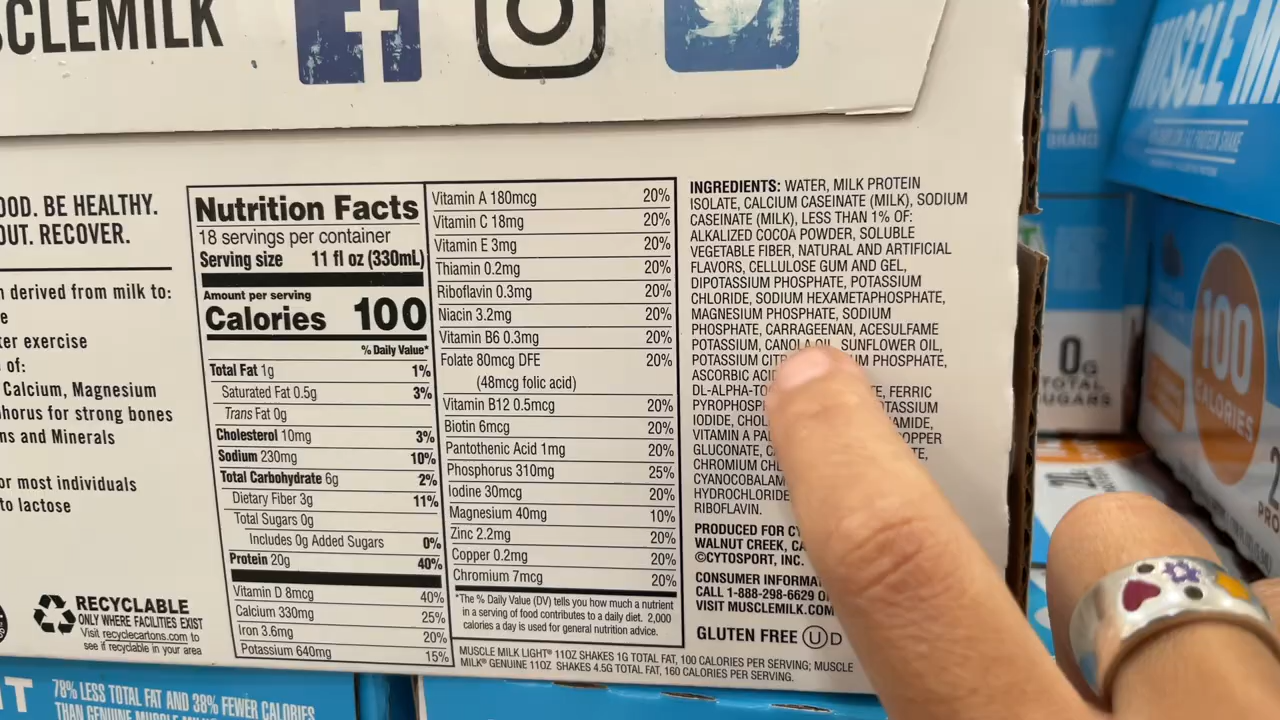 SCLEMILK
OOD. BE HEALTHY.
OUT. RECOVER.
derived from milk to:
er exercise
of:
Calcium, Magnesium
horus for strong bones
ns and Minerals
or most individuals
to lactose
RECYCLABLE
ONLY WHERE FACILITIES EXIST
Visit recyclecartons.com to
see if recyclable in your area
Nutrition Facts
18 servings per container
Serving size 11 fl oz (330mL)
Amount per serving
Calories 100
% Daily Value*
Total Fat 1g 1%
Saturated Fat 0.5g 3%
Trans Fat 0g
Cholesterol 10mg 3%
Sodium 230mg 10%
Total Carbohydrate 6g 2%
Dietary Fiber 3g 11%
Total Sugars 0g
Includes 0g Added Sugars 0%
Protein 20g 40%
Vitamin D 8mcg 40%
Calcium 330mg 25%
Iron 3.6mg 20%
Potassium 640mg 15%
Vitamin A 180mcg 20%
Vitamin C 18mg 20%
Vitamin E 3mg 20%
Thiamin 0.2mg 20%
Riboflavin 0.3mg 20%
Niacin 3.2mg 20%
Vitamin B6 0.3mg 20%
Folate 80mcg DFE 20%
(48mcg folic acid)
Vitamin B12 0.5mcg 20%
Biotin 6mcg 20%
Pantothenic Acid 1mg 20%
Phosphorus 310mg 25%
Iodine 30mcg 20%
Magnesium 40mg 10%
Zinc 2.2mg 20%
Copper 0.2mg 20%
Chromium 7mcg 20%
*The % Daily Value (DV) tells you how much a nutrient
in a serving of food contributes to a daily diet. 2,000
calories a day is used for general nutrition advice.
INGREDIENTS: WATER, MILK PROTEIN
ISOLATE, CALCIUM CASEINATE (MILK), SODIUM
CASEINATE (MILK), LESS THAN 1% OF:
ALKALIZED COCOA POWDER, SOLUBLE
VEGETABLE FIBER, NATURAL AND ARTIFICIAL
FLAVORS, CELLULOSE GUM AND GEL,
DIPOTASSIUM PHOSPHATE, POTASSIUM
CHLORIDE, SODIUM HEXAMETAPHOSPHATE,
MAGNESIUM PHOSPHATE, SODIUM
PHOSPHATE, CARRAGEENAN, ACESULFAME
POTASSIUM, CANOLA OIL, SUNFLOWER OIL,
POTASSIUM CIT UM PHOSPHATE,
ASCORBIC ACI
DL-ALPHA-TO E, FERRIC
PYROPHOSP OTASSIUM
IODIDE, CHOL AMIDE,
VITAMIN A PAL OPPER
GLUCONATE, C TE,
CHROMIUM CHL
CYANOCOBALAM
HYDROCHLORIDE
RIBOFLAVIN.
PRODUCED FOR CY
WALNUT CREEK, CA
©CYTOSPORT, INC.
CONSUMER INFORMAT
CALL 1-888-298-6629 O
VISIT MUSCLEMILK.COM
GLUTEN FREE U D
MUSCLE MILK LIGHT® 11OZ SHAKES 1G TOTAL FAT, 100 CALORIES PER SERVING; MUSCLE
MILK® GENUINE 11OZ SHAKES 4.5G TOTAL FAT, 160 CALORIES PER SERVING.
78% LESS TOTAL FAT AND 38% FEWER CALORIES
K
BRAND
MUSCLE MI
0G
TOTAL
SUGARS
100
CALORIES
20